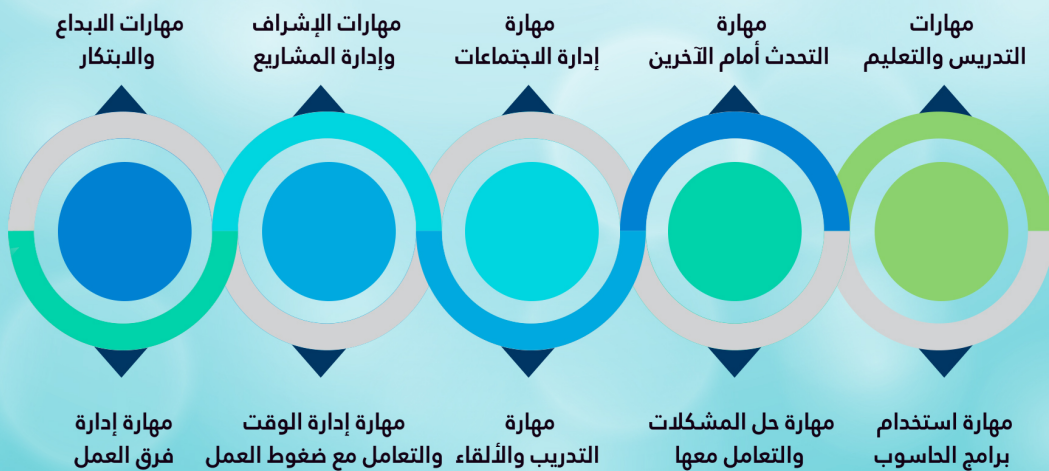 مهارات
التدريس والتعليم
مهارة
التحدث أمام الآخرين
مهارة
إدارة الاجتماعات
مهارات الإشراف
وإدارة المشاريع
مهارات الابداع
والابتكار
مهارة استخدام
برامج الحاسوب
مهارة حل المشكلات
والتعامل معها
مهارة
التدريب والألقاء
مهارة إدارة الوقت
والتعامل مع ضغوط العمل
مهارة إدارة
فرق العمل